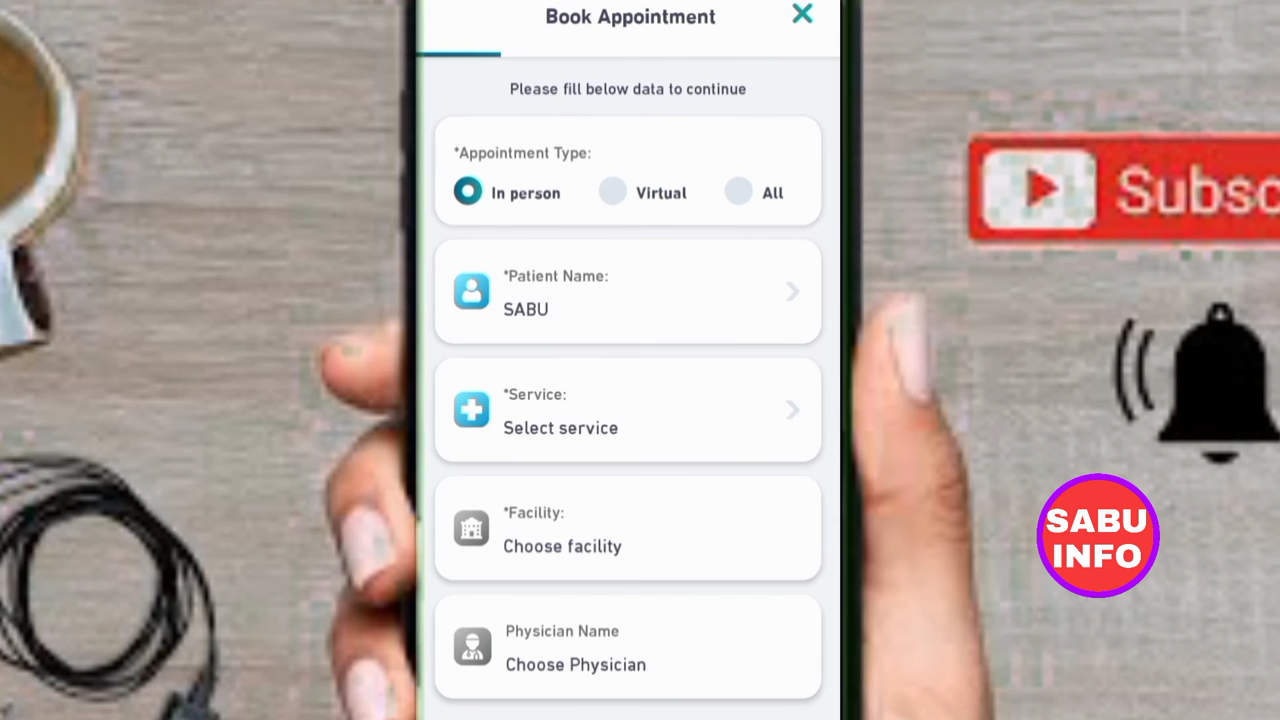 Book Appointment
Please fill below data to continue
*Appointment Type:
In person
Virtual
All
*Patient Name:
SABU
*Service:
Select service
*Facility:
Choose facility
Physician Name
Choose Physician
SABU
INFO